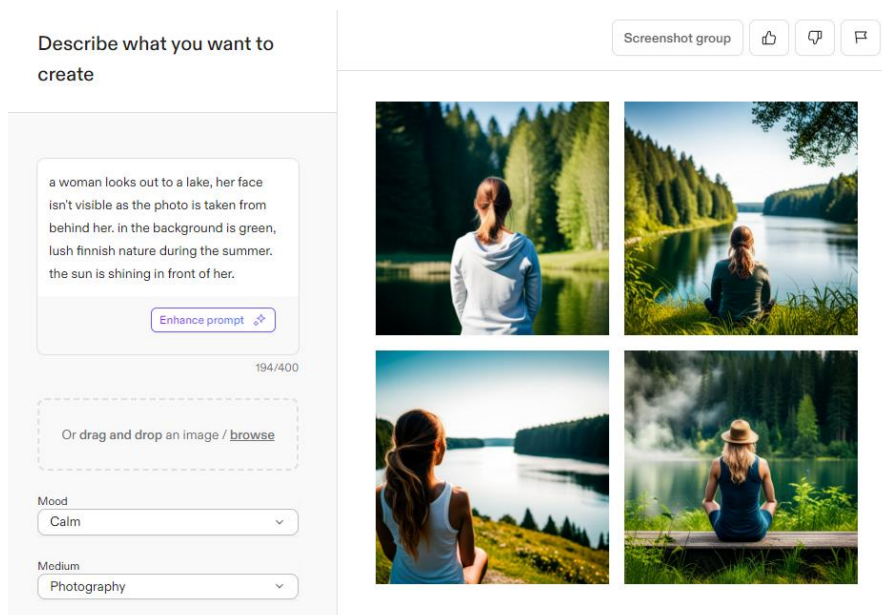 Describe what you want to
create
Screenshot group
a woman looks out to a lake, her face
isn't visible as the photo is taken from
behind her. in the background is green,
lush finnish nature during the summer.
the sun is shining in front of her.
Enhance prompt
194/400
Or drag and drop an image / browse
Mood
Calm
Medium
Photography